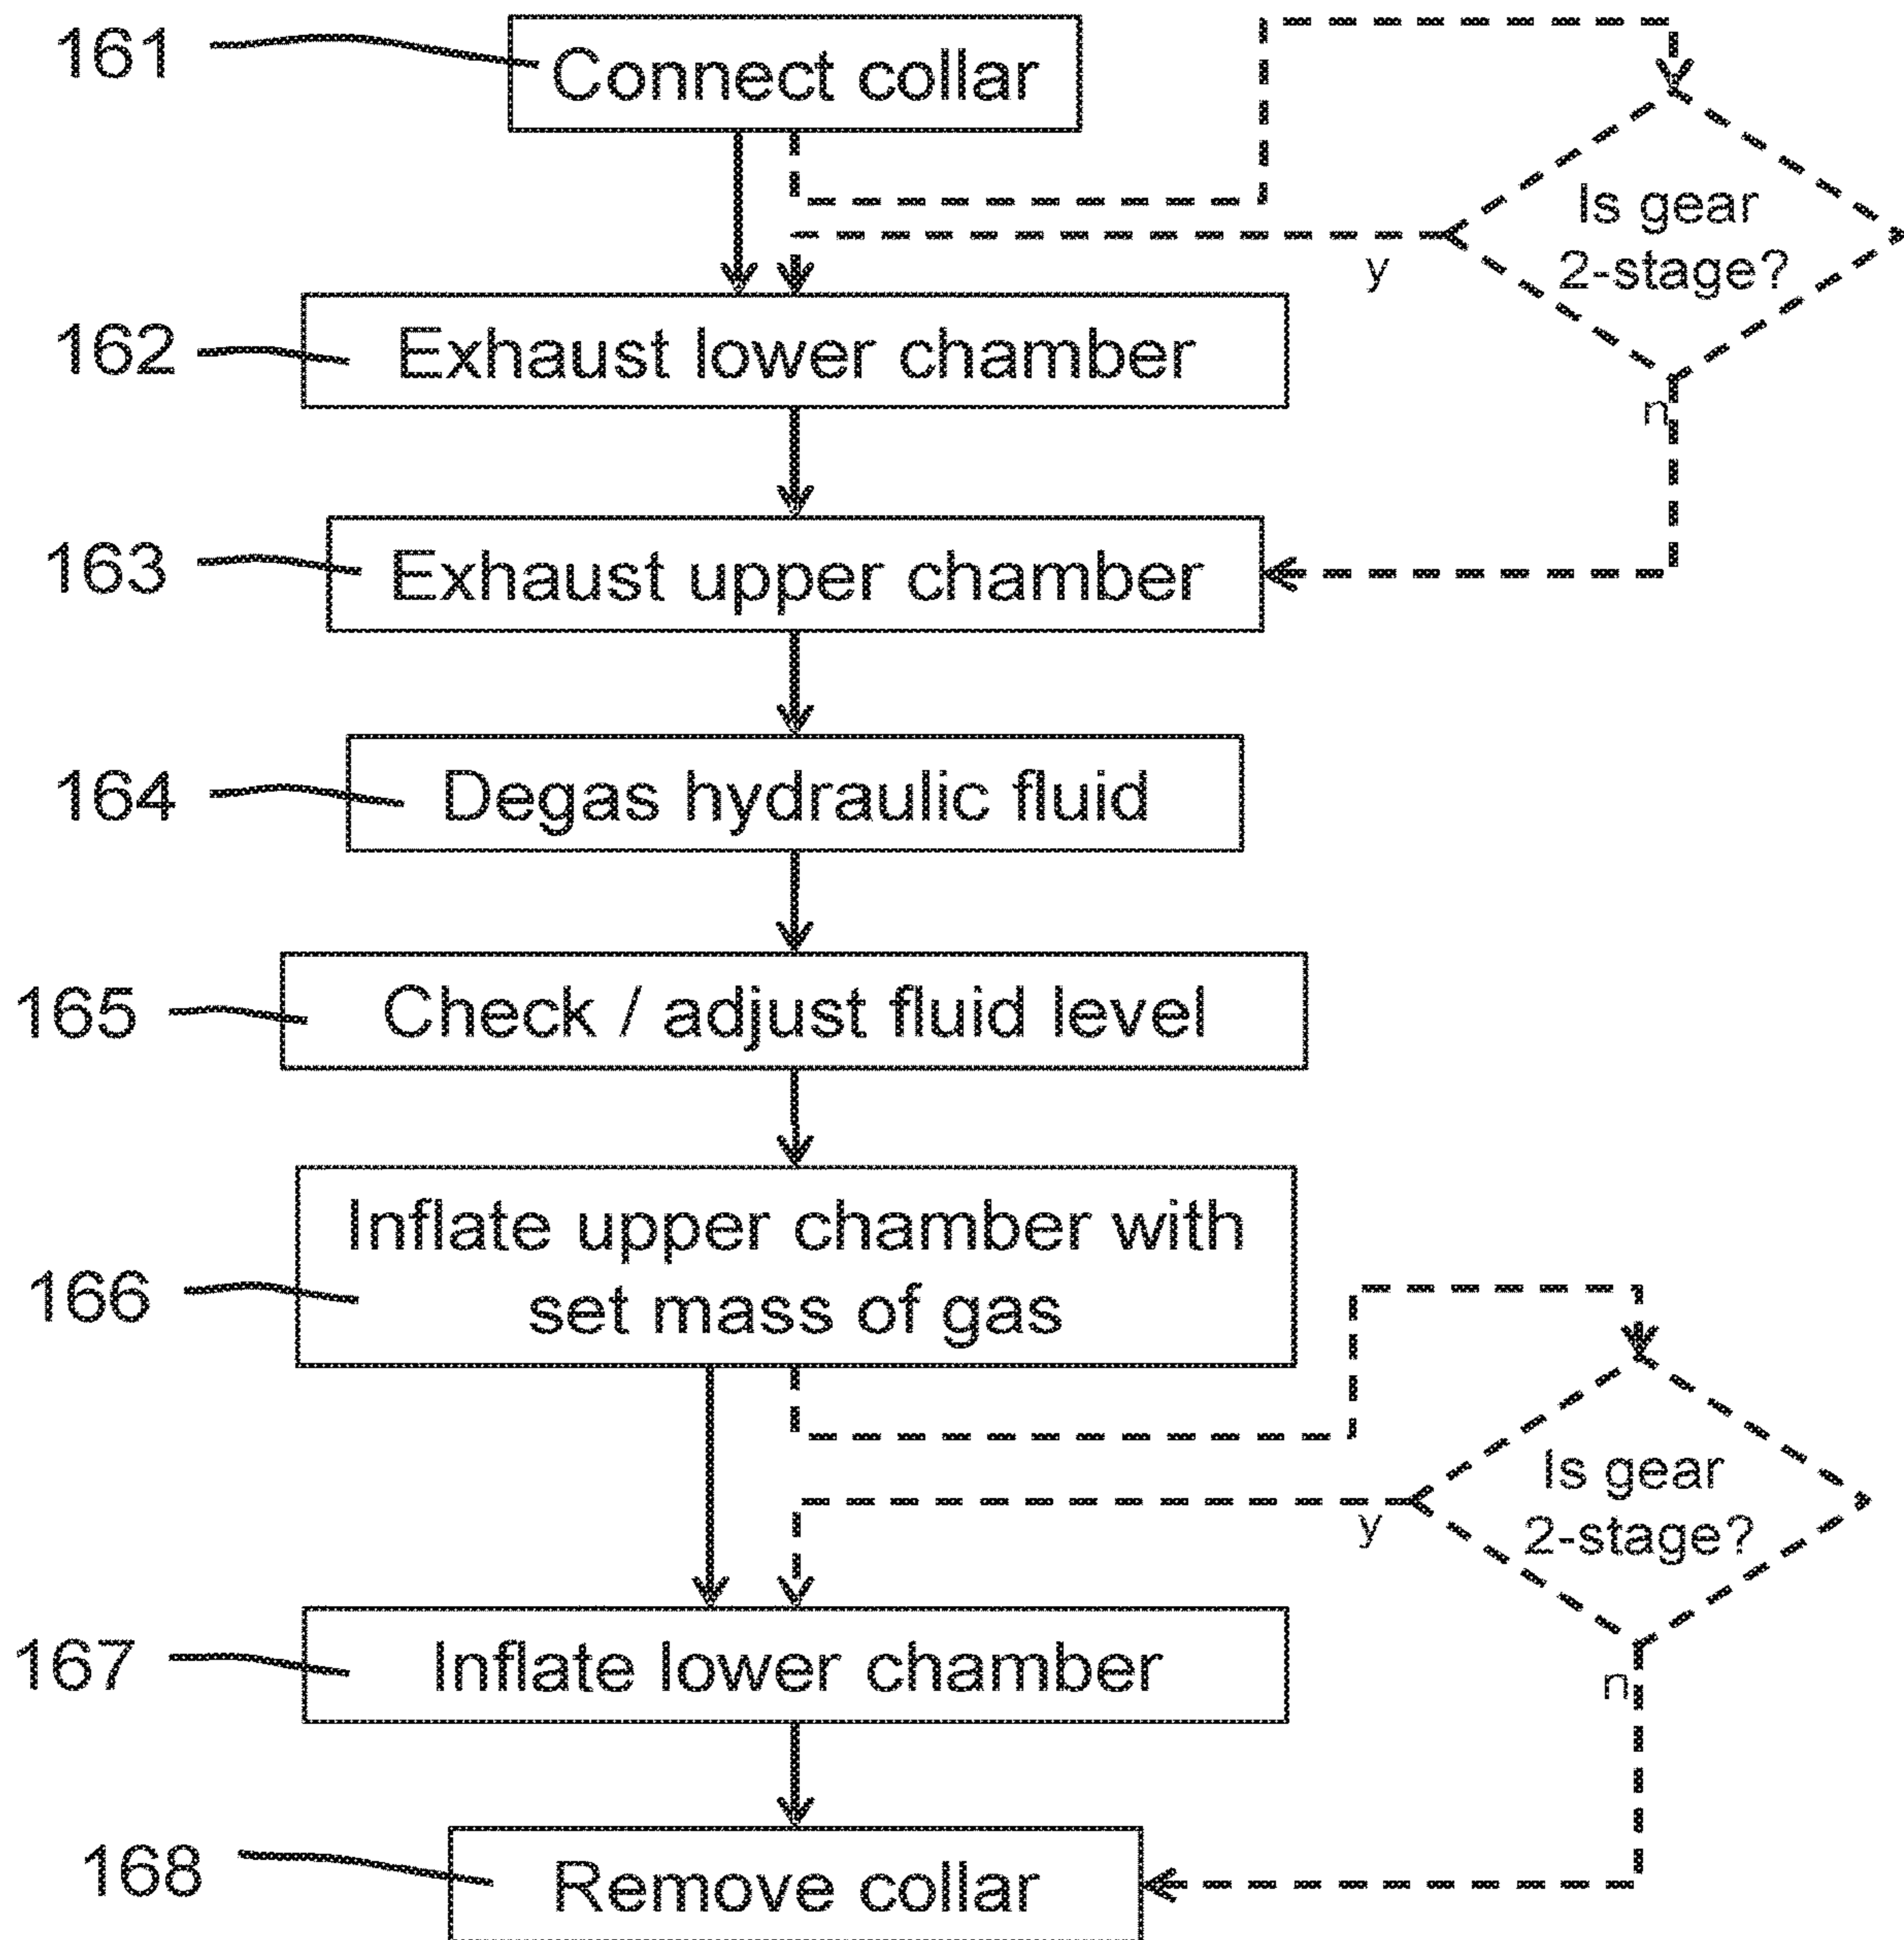 161
Connect collar
Is gear
2-stage?
y
n
162
Exhaust lower chamber
163
Exhaust upper chamber
164
Degas hydraulic fluid
165
Check / adjust fluid level
166
Inflate upper chamber with
set mass of gas
Is gear
2-stage?
y
n
167
Inflate lower chamber
168
Remove collar